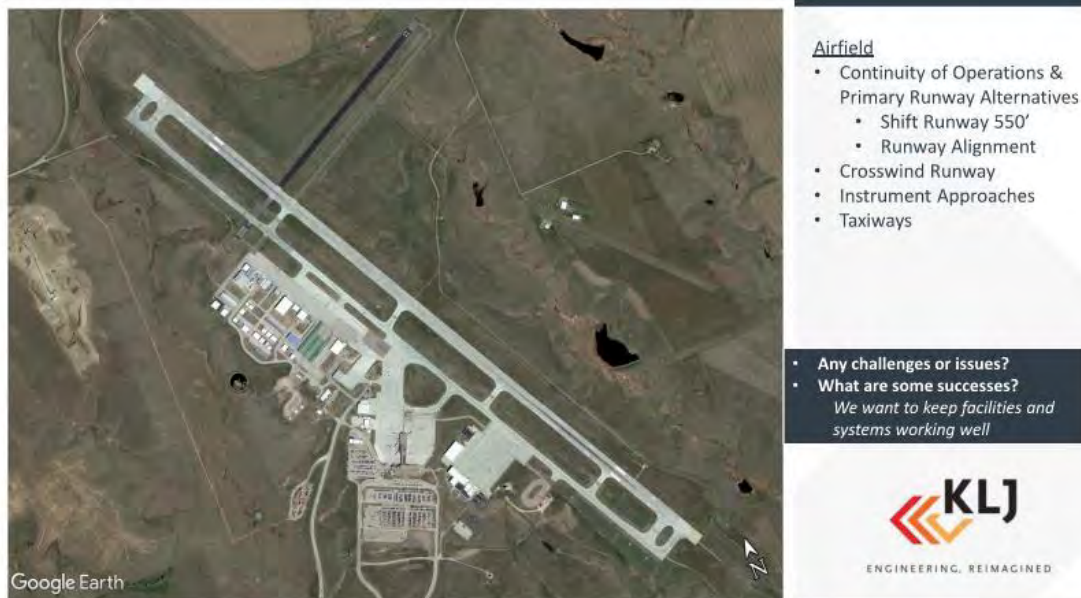 Airfield
• Continuity of Operations &
Primary Runway Alternatives
• Shift Runway 550'
• Runway Alignment
• Crosswind Runway
• Instrument Approaches
• Taxiways
• Any challenges or issues?
• What are some successes?
We want to keep facilities and
systems working well
KLJ
ENGINEERING, REIMAGINED
N
Google Earth